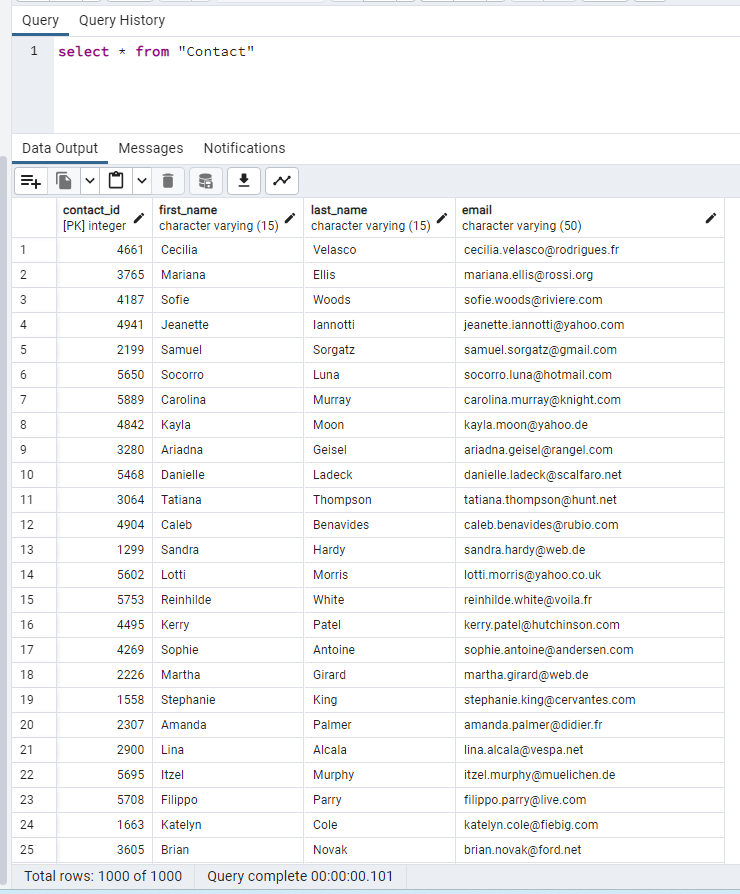 Query Query History
1 select * from "Contact"
Data Output Messages Notifications
contact_id first_name last_name email
[PK] integer character varying (15) character varying (15) character varying (50)
1 4661 Cecilia Velasco cecilia.velasco@rodrigues.fr
2 3765 Mariana Ellis mariana.ellis@rossi.org
3 4187 Sofie Woods sofie.woods@riviere.com
4 4941 Jeanette Iannotti jeanette.iannotti@yahoo.com
5 2199 Samuel Sorgatz samuel.sorgatz@gmail.com
6 5650 Socorro Luna socorro.luna@hotmail.com
7 5889 Carolina Murray carolina.murray@knight.com
8 4842 Kayla Moon kayla.moon@yahoo.de
9 3280 Ariadna Geisel ariadna.geisel@rangel.com
10 5468 Danielle Ladeck danielle.ladeck@scalfaro.net
11 3064 Tatiana Thompson tatiana.thompson@hunt.net
12 4904 Caleb Benavides caleb.benavides@rubio.com
13 1299 Sandra Hardy sandra.hardy@web.de
14 5602 Lotti Morris lotti.morris@yahoo.co.uk
15 5753 Reinhilde White reinhilde.white@voila.fr
16 4495 Kerry Patel kerry.patel@hutchinson.com
17 4269 Sophie Antoine sophie.antoine@andersen.com
18 2226 Martha Girard martha.girard@web.de
19 1558 Stephanie King stephanie.king@cervantes.com
20 2307 Amanda Palmer amanda.palmer@didier.fr
21 2900 Lina Alcala lina.alcala@vespa.net
22 5695 Itzel Murphy itzel.murphy@muelichen.de
23 5708 Filippo Parry filippo.parry@live.com
24 1663 Katelyn Cole katelyn.cole@fiebig.com
25 3605 Brian Novak brian.novak@ford.net
Total rows: 1000 of 1000 Query complete 00:00:00.101